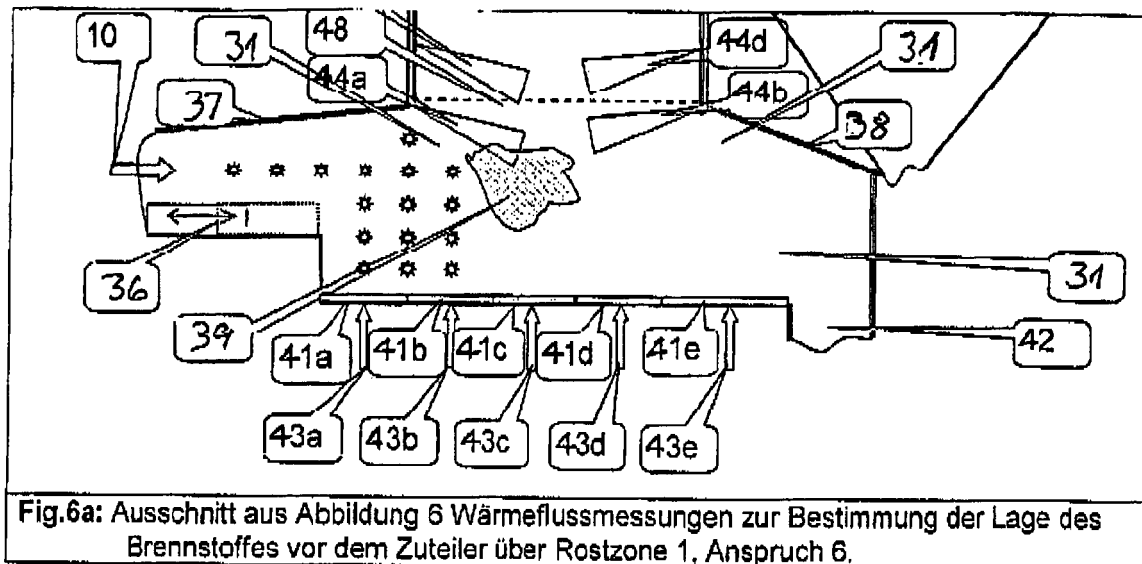 10
31
48
44d
31
44a
44b
37
38
36
31
39
41a
41b
41c
41d
41e
42
43a
43b
43c
43d
43e
Fig.6a: Ausschnitt aus Abbildung 6 Wärmeflussmessungen zur Bestimmung der Lage des
Brennstoffes vor dem Zuteiler über Rostzone 1, Anspruch 6.